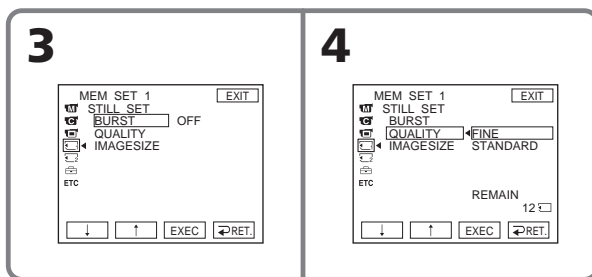 3
MEM SET 1 EXIT
STILL SET
BURST OFF
QUALITY
IMAGESIZE
ETC
↓ ↑ EXEC RET.
4
MEM SET 1 EXIT
STILL SET
BURST
QUALITY FINE
IMAGESIZE STANDARD
ETC
REMAIN
12
↓ ↑ EXEC RET.